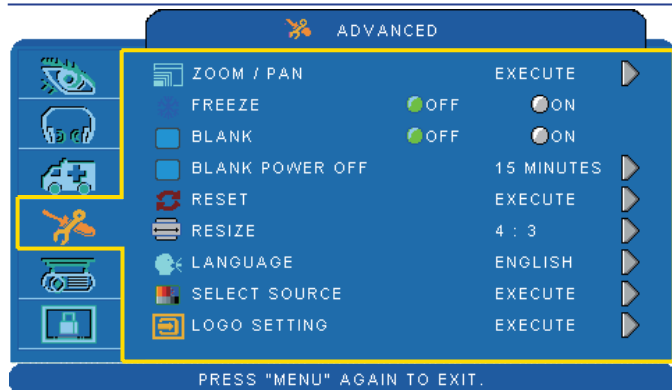 ADVANCED
ZOOM / PAN EXECUTE
FREEZE OFF ON
BLANK OFF ON
BLANK POWER OFF 15 MINUTES
RESET EXECUTE
RESIZE 4 : 3
LANGUAGE ENGLISH
SELECT SOURCE EXECUTE
LOGO SETTING EXECUTE
PRESS "MENU" AGAIN TO EXIT.